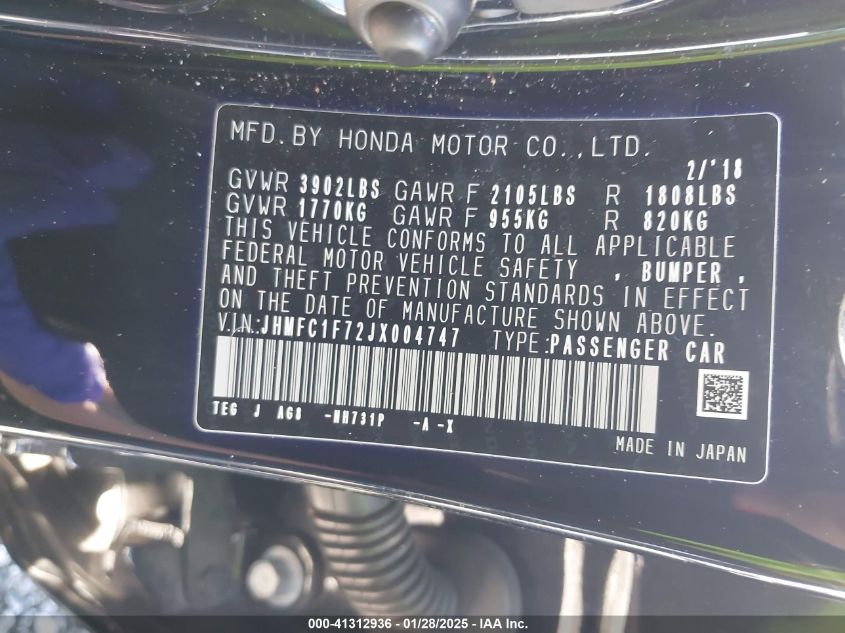 MFD. BY HONDA MOTOR CO.,LTD.
2/'18
GVWR 3902LBS GAWR F 2105LBS R 1808LBS
GVWR 1770KG GAWR F 955KG R 820KG
THIS VEHICLE CONFORMS TO ALL APPLICABLE
FEDERAL MOTOR VEHICLE SAFETY , BUMPER ,
AND THEFT PREVENTION STANDARDS IN EFFECT
ON THE DATE OF MANUFACTURE SHOWN ABOVE.
V.I.N:JHMFC1F72JX004747 TYPE:PASSENGER CAR
TEG J AG8 -NH731P -A -X
MADE IN JAPAN
000-41312936 | 01/28/2025 | IAA Inc.